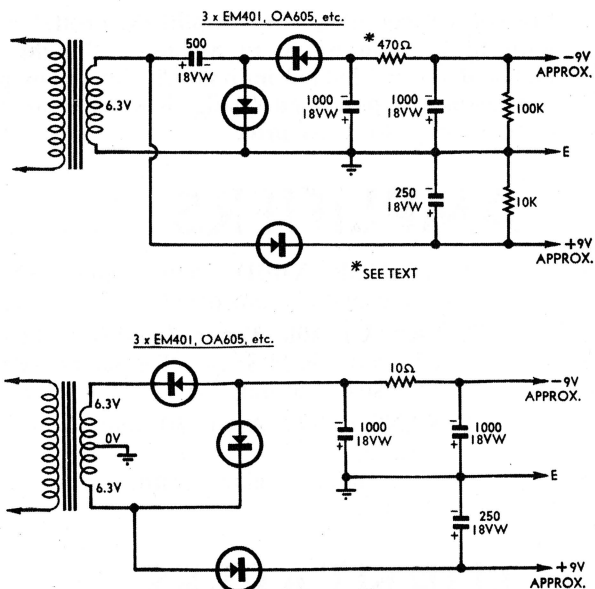 3 x EM401, OA605, etc.
500
+ -
18VW
*
470Ω
-9V
APPROX.
6.3V
-
1000
18VW
+
-
1000
18VW
+
100K
E
-
250
18VW
+
10K
+9V
APPROX.
*SEE TEXT
3 x EM401, OA605, etc.
10Ω
-9V
APPROX.
6.3V
0V
6.3V
-
1000
18VW
+
-
1000
18VW
+
E
-
250
18VW
+
+9V
APPROX.